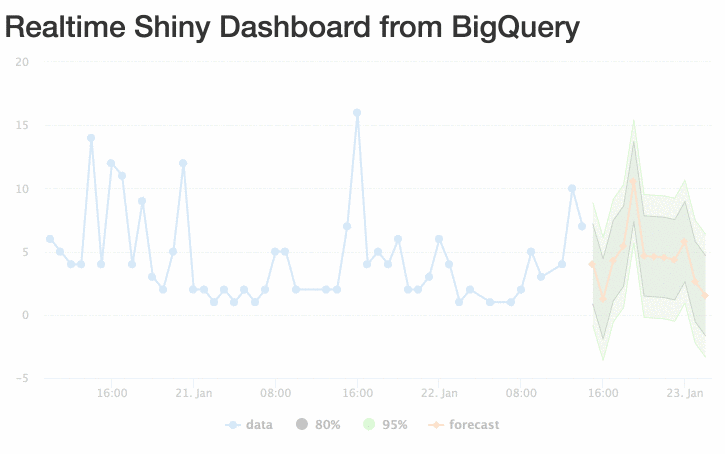 Realtime Shiny Dashboard from BigQuery
20
15
10
5
0
−5
16:00 21. Jan 08:00 16:00 22. Jan 08:00 16:00 23. Jan
data 80% 95% forecast